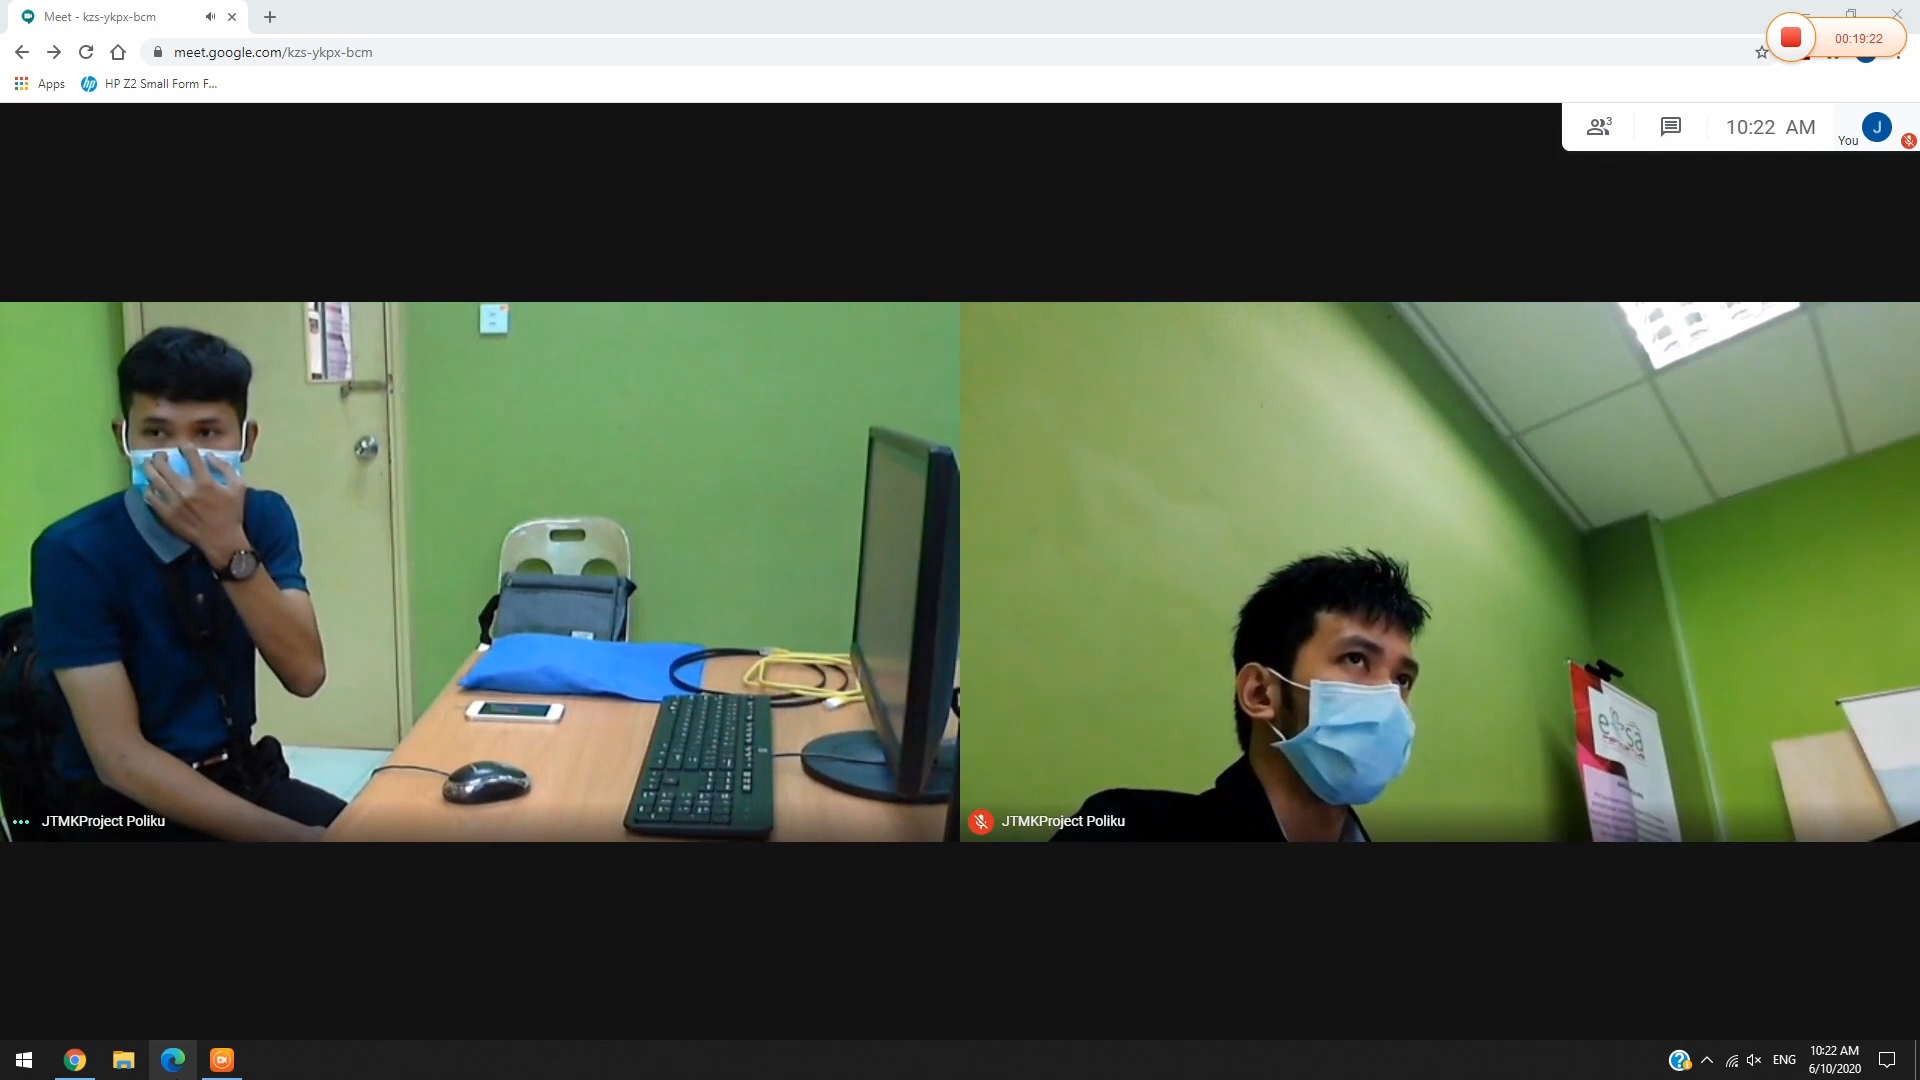 Meet - kzs-ykpx-bcm
meet.google.com/kzs-ykpx-bcm
00:19:22
Apps
HP Z2 Small Form F...
3
10:22 AM
You
J
JTMKProject Poliku
JTMKProject Poliku
ENG
10:22 AM
6/10/2020